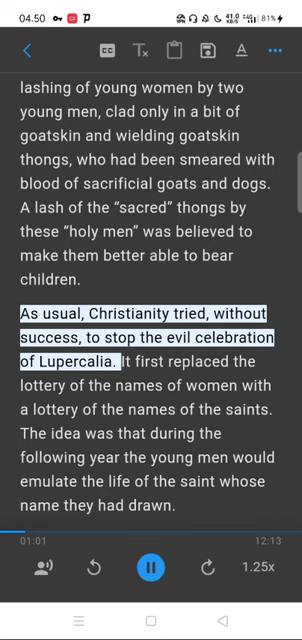 04.50
41.0
KB/S
81%
CC
lashing of young women by two
young men, clad only in a bit of
goatskin and wielding goatskin
thongs, who had been smeared with
blood of sacrificial goats and dogs.
A lash of the “sacred” thongs by
these “holy men” was believed to
make them better able to bear
children.
As usual, Christianity tried, without
success, to stop the evil celebration
of Lupercalia. It first replaced the
lottery of the names of women with
a lottery of the names of the saints.
The idea was that during the
following year the young men would
emulate the life of the saint whose
name they had drawn.
01:01
12:13
1.25x